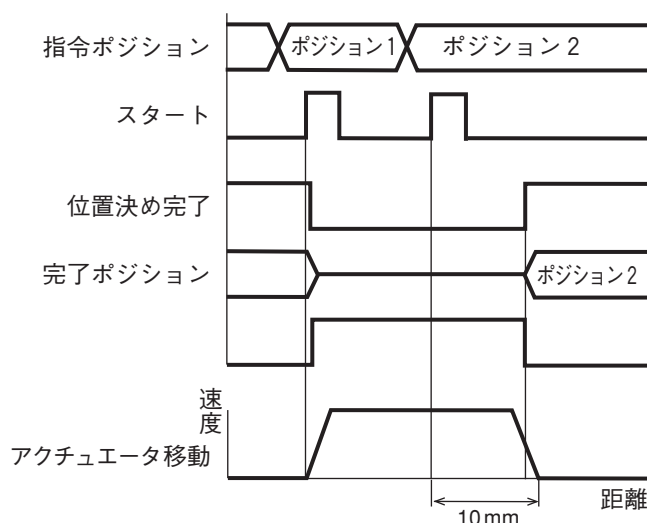 指令ポジション
ポジション1
ポジション2
スタート
位置決め完了
完了ポジション
ポジション2
速度
アクチュエータ移動
距離
10mm